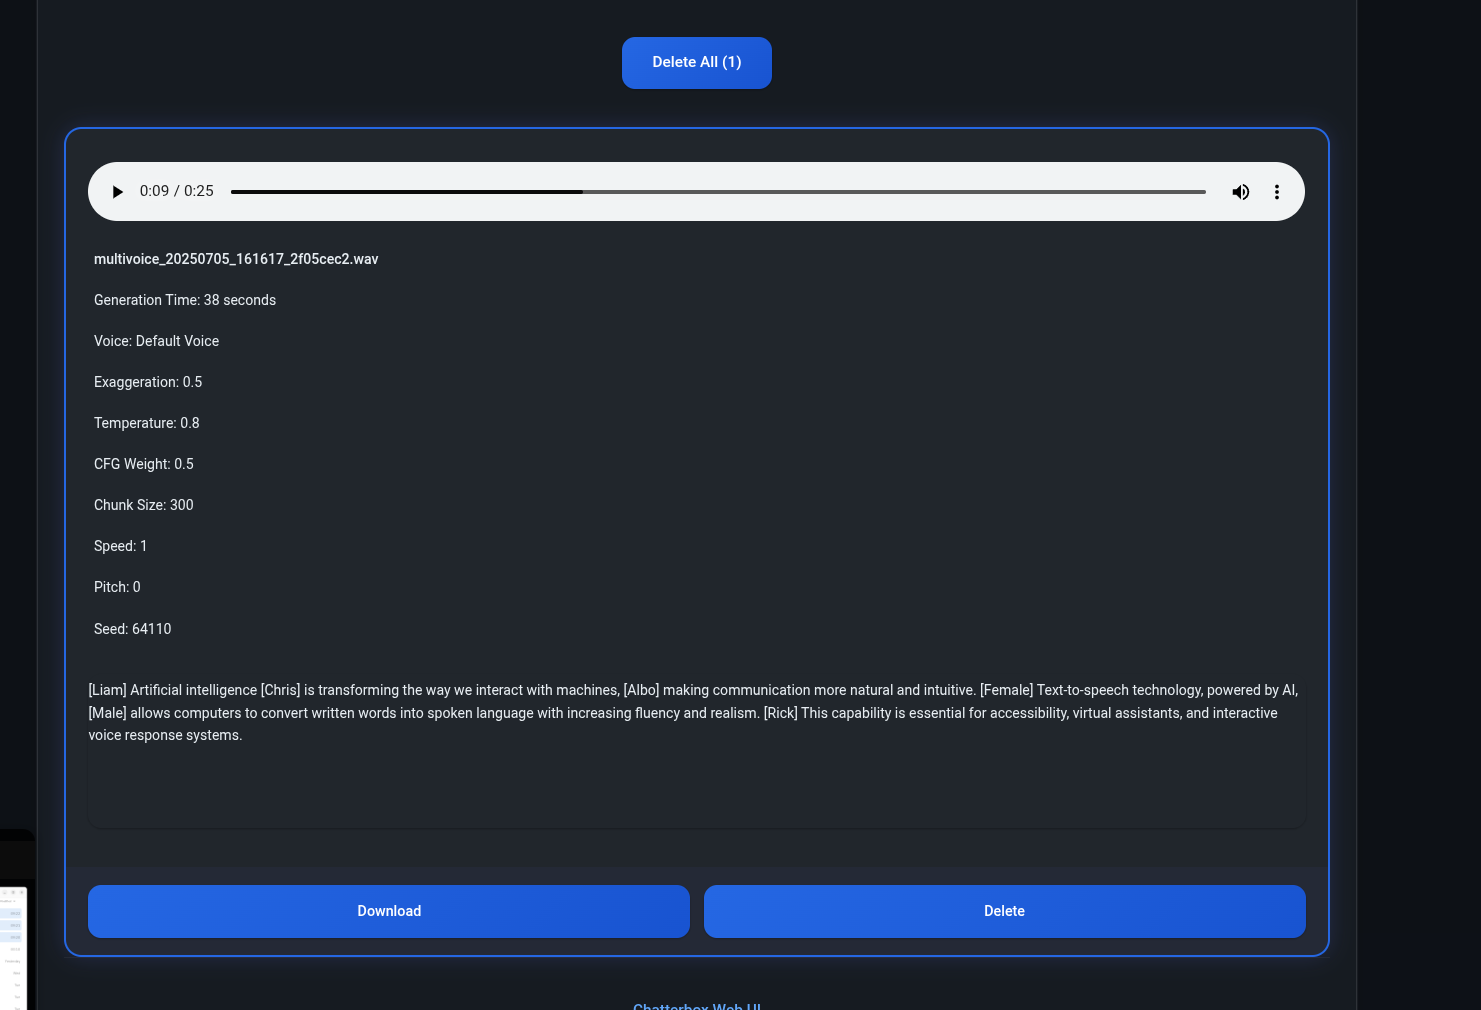 Delete All (1)
0:09 / 0:25
multivoice_20250705_161617_2f05cec2.wav
Generation Time: 38 seconds
Voice: Default Voice
Exaggeration: 0.5
Temperature: 0.8
CFG Weight: 0.5
Chunk Size: 300
Speed: 1
Pitch: 0
Seed: 64110
[Liam] Artificial intelligence [Chris] is transforming the way we interact with machines, [Albo] making communication more natural and intuitive. [Female] Text-to-speech technology, powered by AI,
[Male] allows computers to convert written words into spoken language with increasing fluency and realism. [Rick] This capability is essential for accessibility, virtual assistants, and interactive
voice response systems.
Download
Delete
Chatterbox Web UI